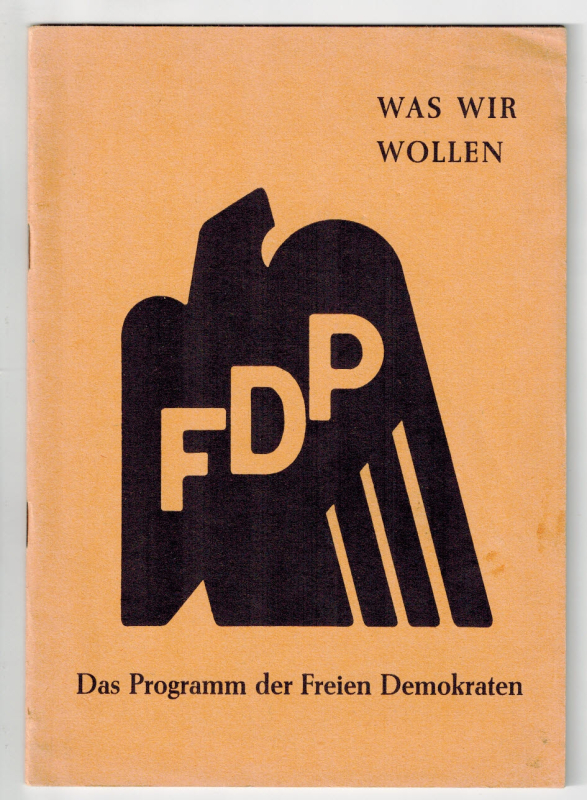 WAS WIR
WOLLEN
FDP
Das Programm der Freien Demokraten